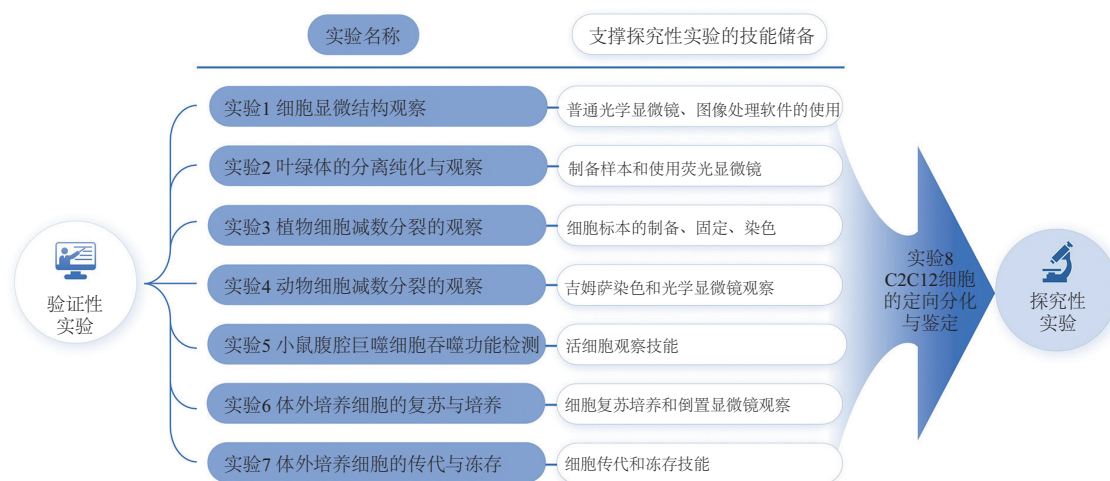 实验名称
支撑探究性实验的技能储备
实验1 细胞显微结构观察
普通光学显微镜、图像处理软件的使用
实验2 叶绿体的分离纯化与观察
制备样本和使用荧光显微镜
实验3 植物细胞减数分裂的观察
细胞标本的制备、固定、染色
实验4 动物细胞减数分裂的观察
吉姆萨染色和光学显微镜观察
实验5 小鼠腹腔巨噬细胞吞噬功能检测
活细胞观察技能
实验6 体外培养细胞的复苏与培养
细胞复苏培养和倒置显微镜观察
实验7 体外培养细胞的传代与冻存
细胞传代和冻存技能
验证性
实验
实验8
C2C12细胞
的定向分化
与鉴定
探究性
实验